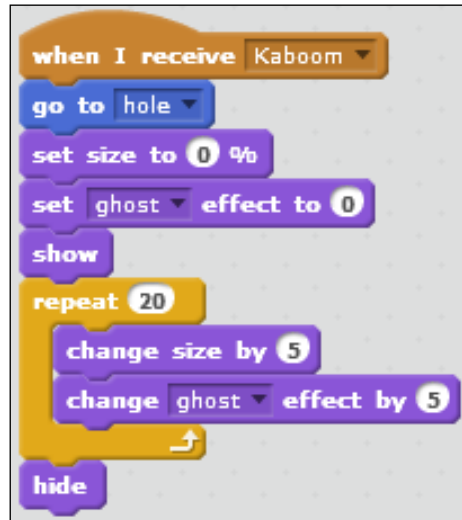 when I receive Kaboom
go to hole
set size to 0 %
set ghost effect to 0
show
repeat 20
change size by 5
change ghost effect by 5
hide